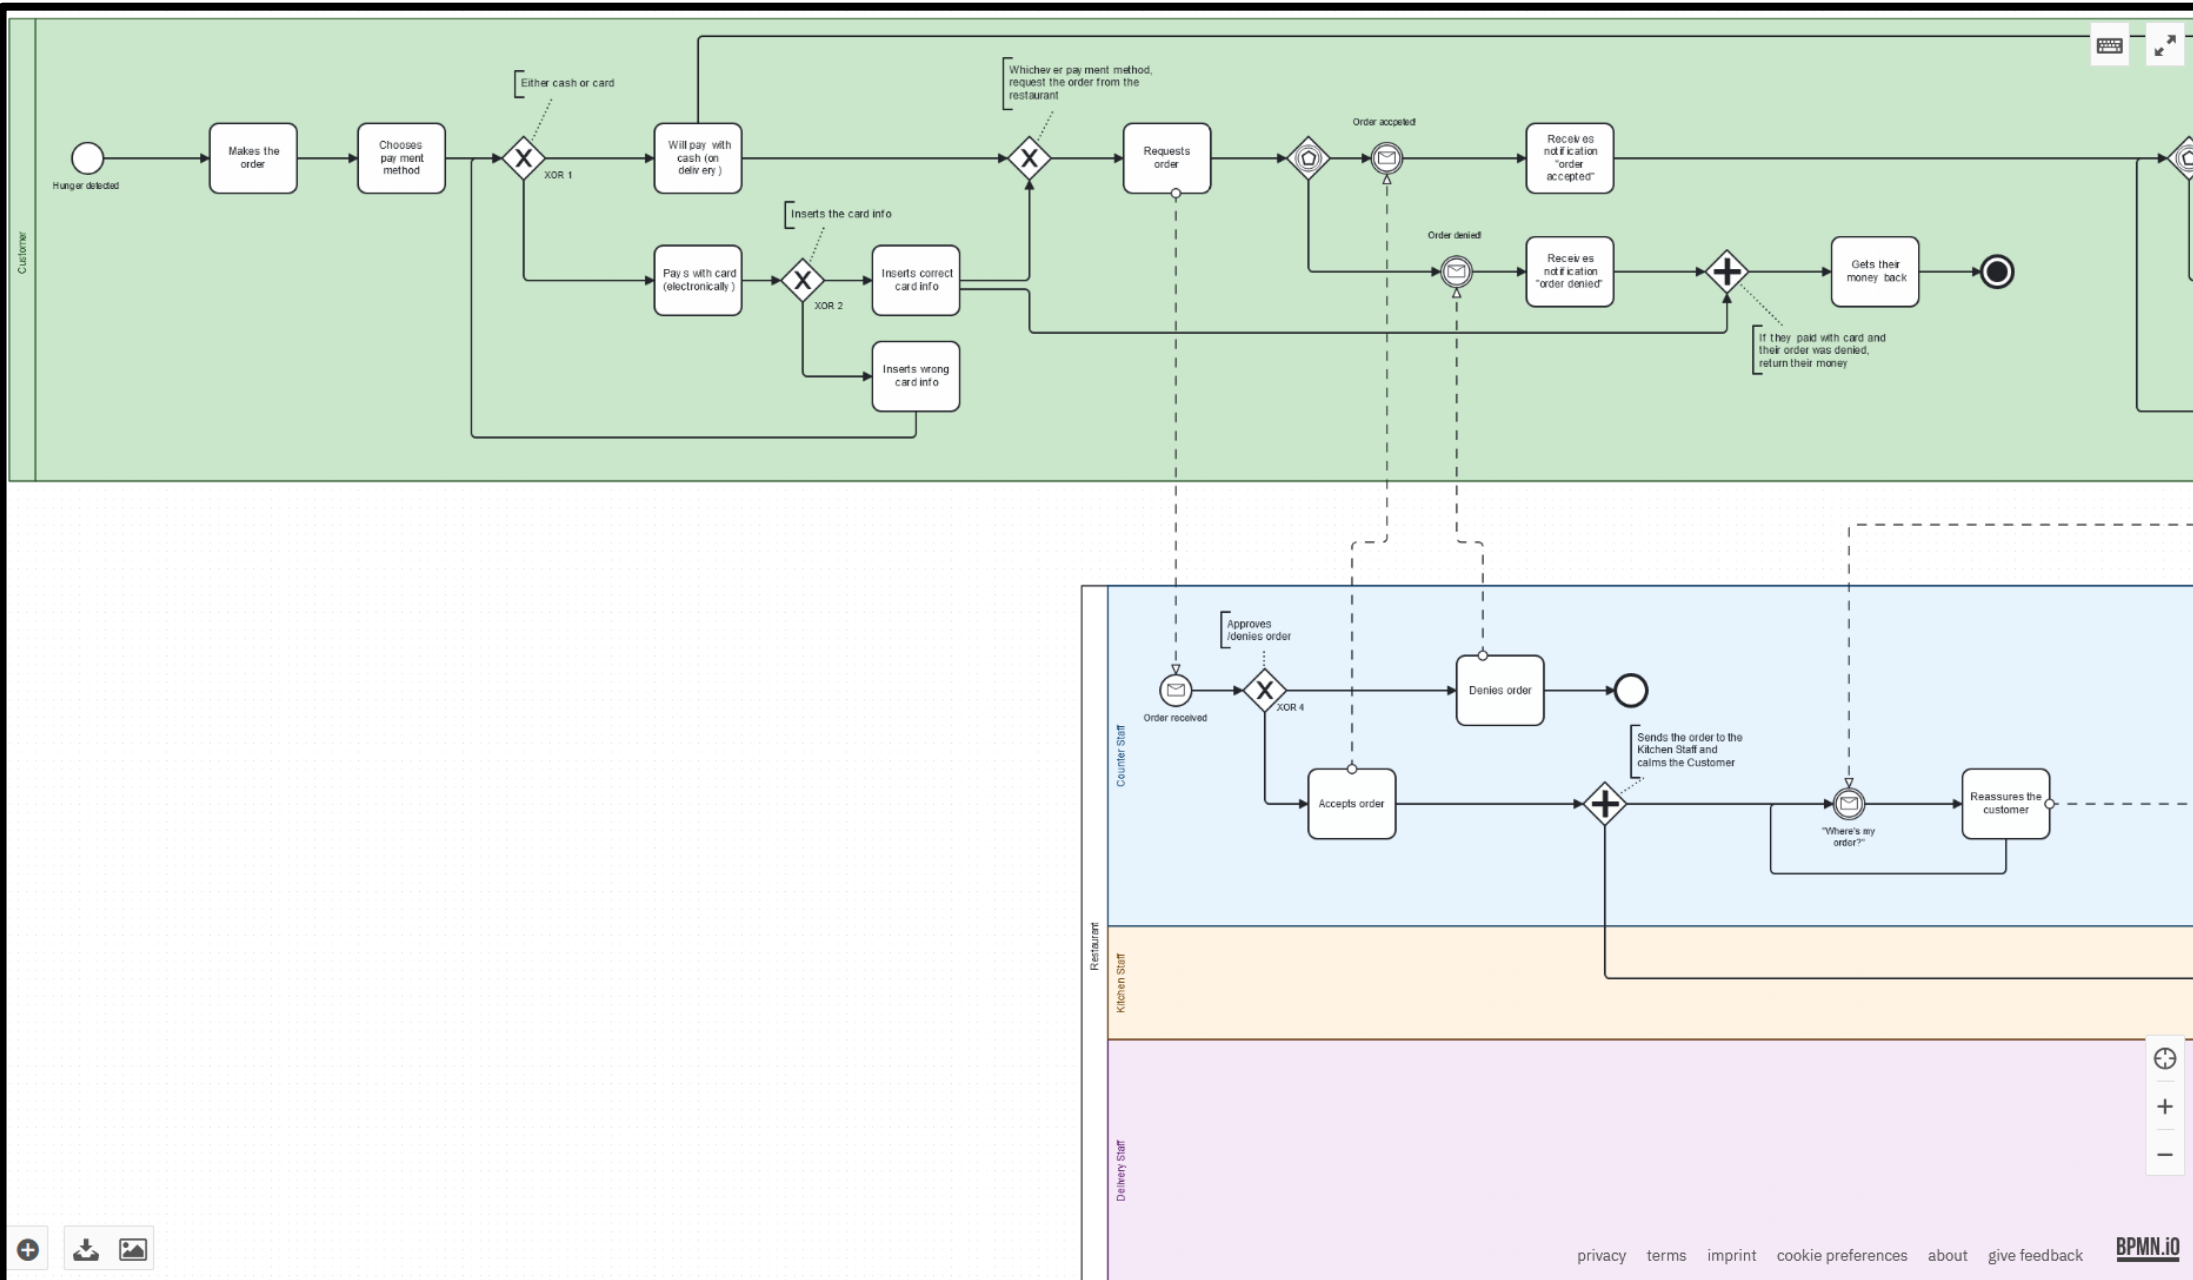 Customer
Hunger detected
Makes the
order
Chooses
payment
method
Either cash or card
XOR 1
Will pay with
cash (on
delivery)
Pays with card
(electronically)
Inserts the card info
XOR 2
Inserts correct
card info
Inserts wrong
card info
Whichever payment method,
request the order from the
restaurant
Requests
order
Order accpeted!
Receives
notification
"order
accepted"
Order denied!
Receives
notification
"order denied"
Gets their
money back
If they paid with card and
their order was denied,
return their money
Restaurant
Counter Staff
Order received
Approves
/denies order
XOR 4
Denies order
Accepts order
Sends the order to the
Kitchen Staff and
calms the Customer
"Where's my
order?"
Reassures the
customer
Kitchen Staff
Delivery Staff
privacy terms imprint cookie preferences about give feedback BPMN.iO